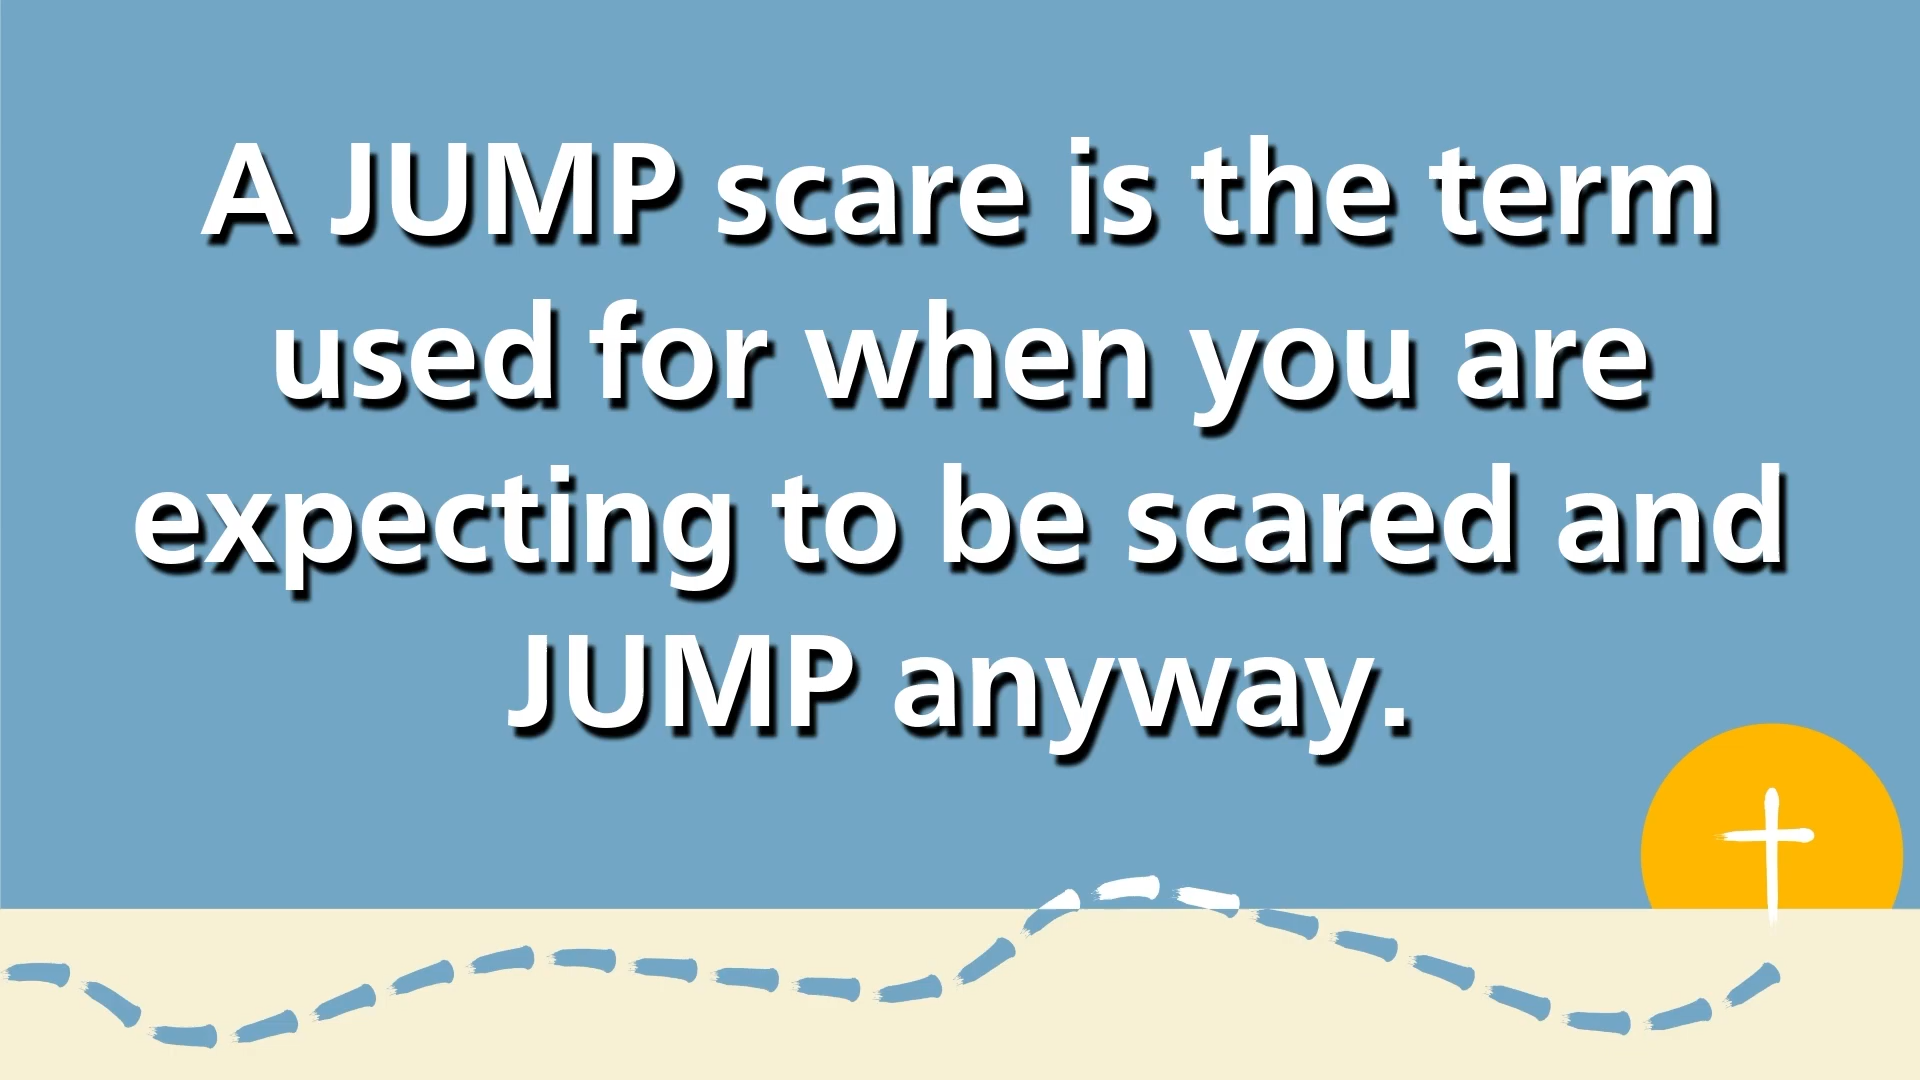 A JUMP scare is the term
used for when you are
expecting to be scared and
JUMP anyway.